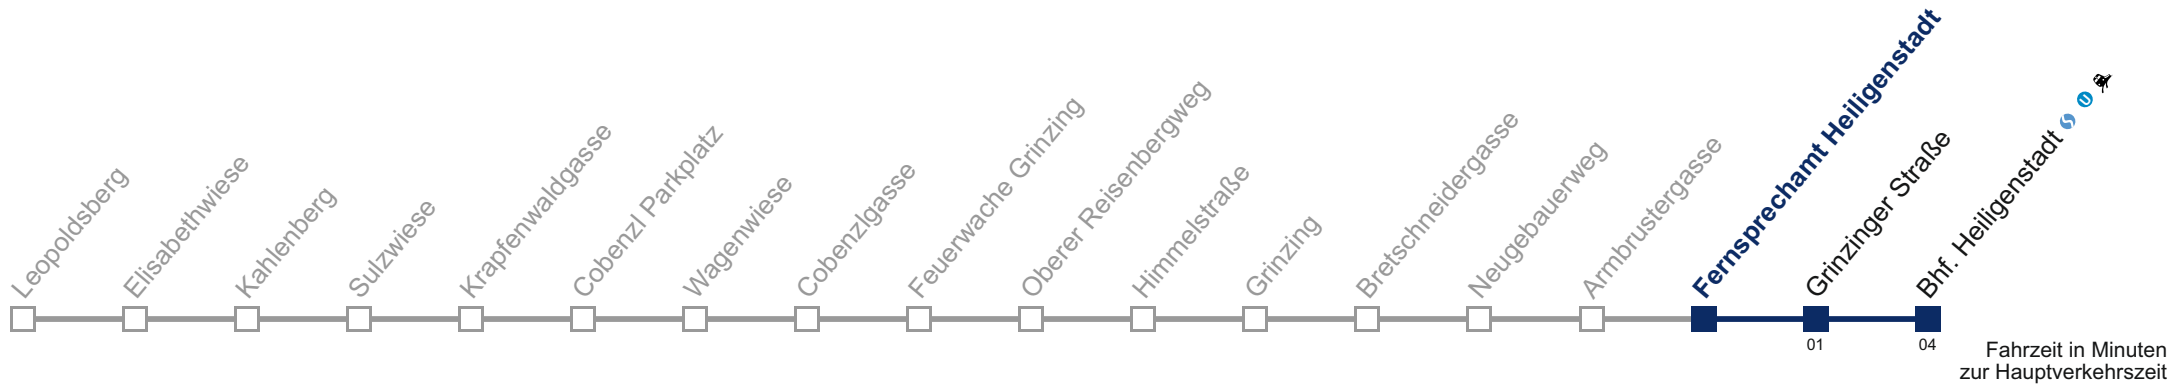 Leopoldsberg
Elisabethwiese
Kahlenberg
Sulzwiese
Krapfenwaldgasse
Cobenzl Parkplatz
Wagenwiese
Cobenzlgasse
Feuerwache Grinzing
Oberer Reisenbergweg
Himmelstraße
Grinzing
Bretschneidergasse
Neugebauerweg
Armbrustergasse
Fernsprechamt Heiligenstadt
Grinzinger Straße
Bhf. Heiligenstadt S U
01
04
Fahrzeit in Minuten
zur Hauptverkehrszeit